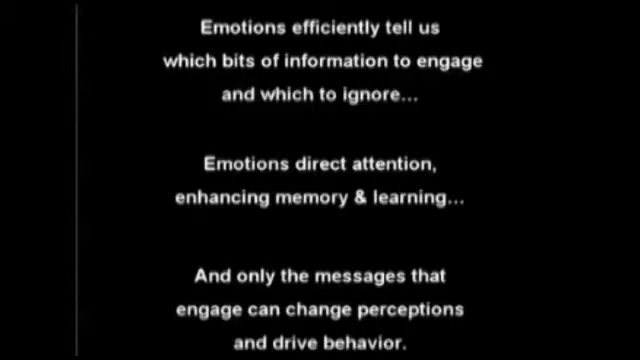 Emotions efficiently tell us
which bits of information to engage
and which to ignore...
Emotions direct attention,
enhancing memory & learning...
And only the messages that
engage can change perceptions
and drive behavior.